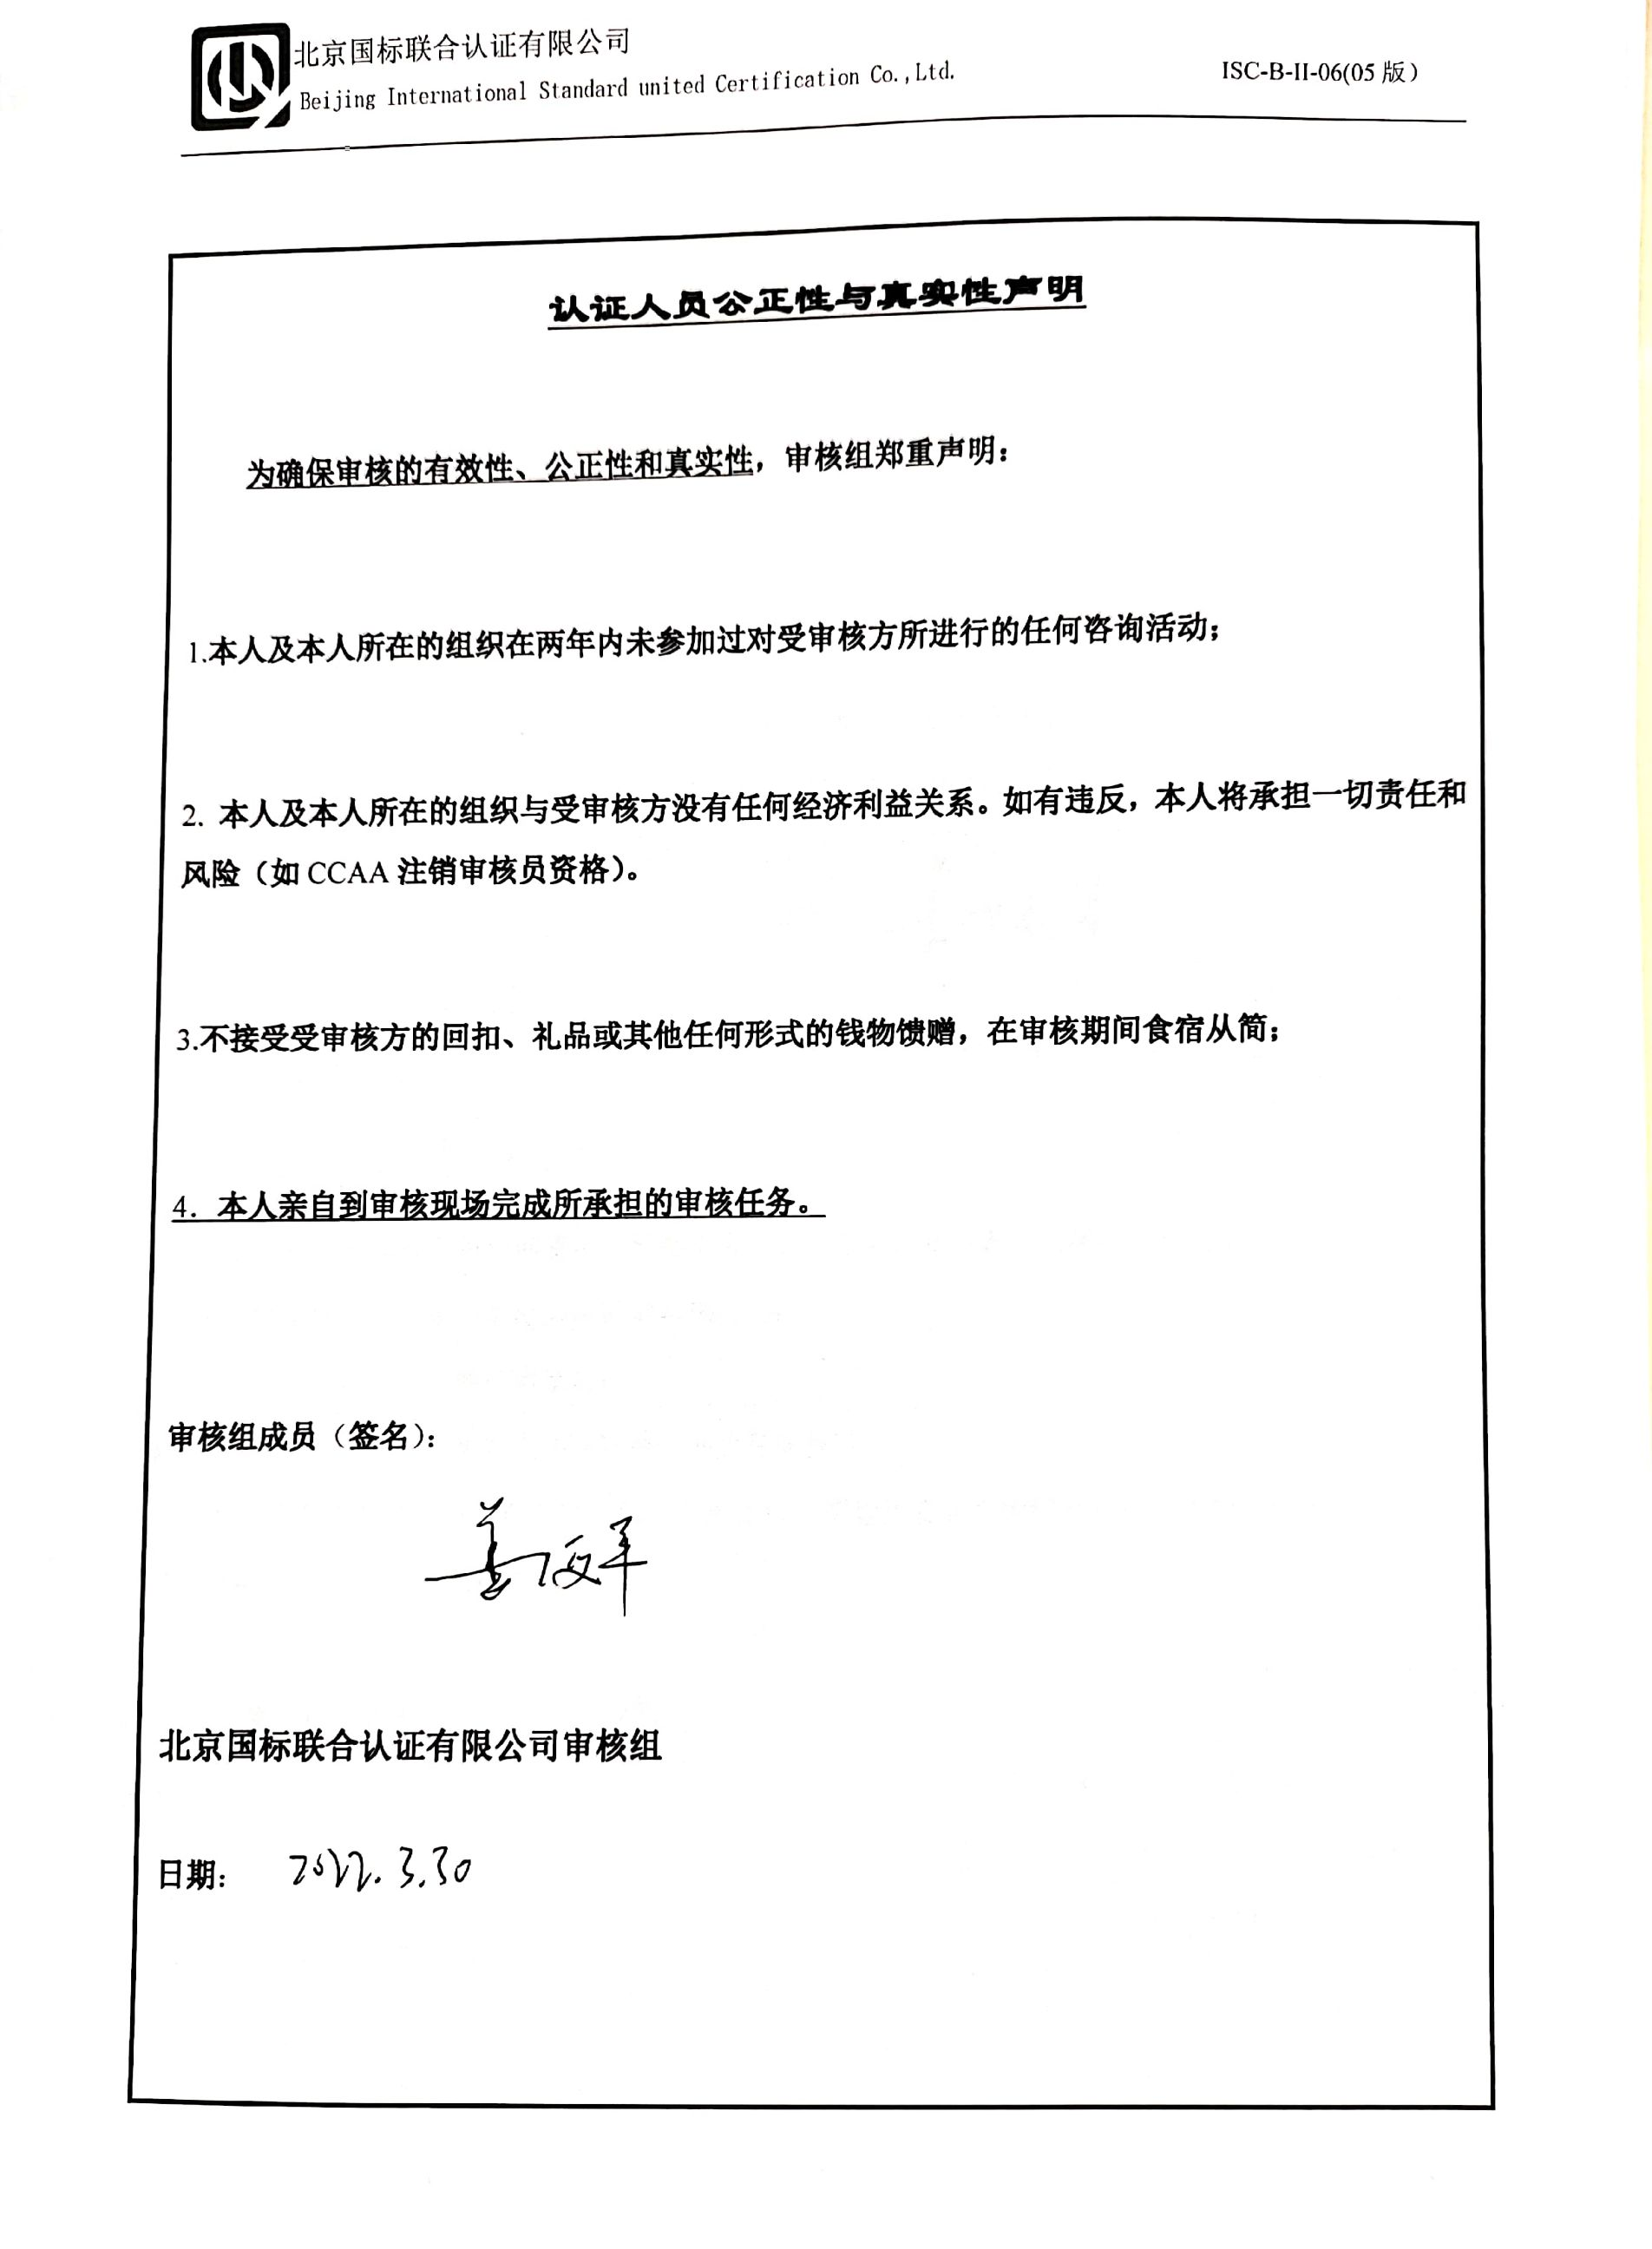 北京国标联合认证有限公司
Beijing International Standard united Certification Co.,Ltd.
ISC-B-II-06(05 版)
认证人员公正性与真实性声明
为确保审核的有效性、公正性和真实性，审核组郑重声明：
1.本人及本人所在的组织在两年内未参加过对受审核方所进行的任何咨询活动；
2. 本人及本人所在的组织与受审核方没有任何经济利益关系。如有违反，本人将承担一切责任和
风险（如 CCAA 注销审核员资格）。
3.不接受受审核方的回扣、礼品或其他任何形式的钱物馈赠，在审核期间食宿从简；
4. 本人亲自到审核现场完成所承担的审核任务。
审核组成员（签名）：
北京国标联合认证有限公司审核组
日期： 2022.3.30